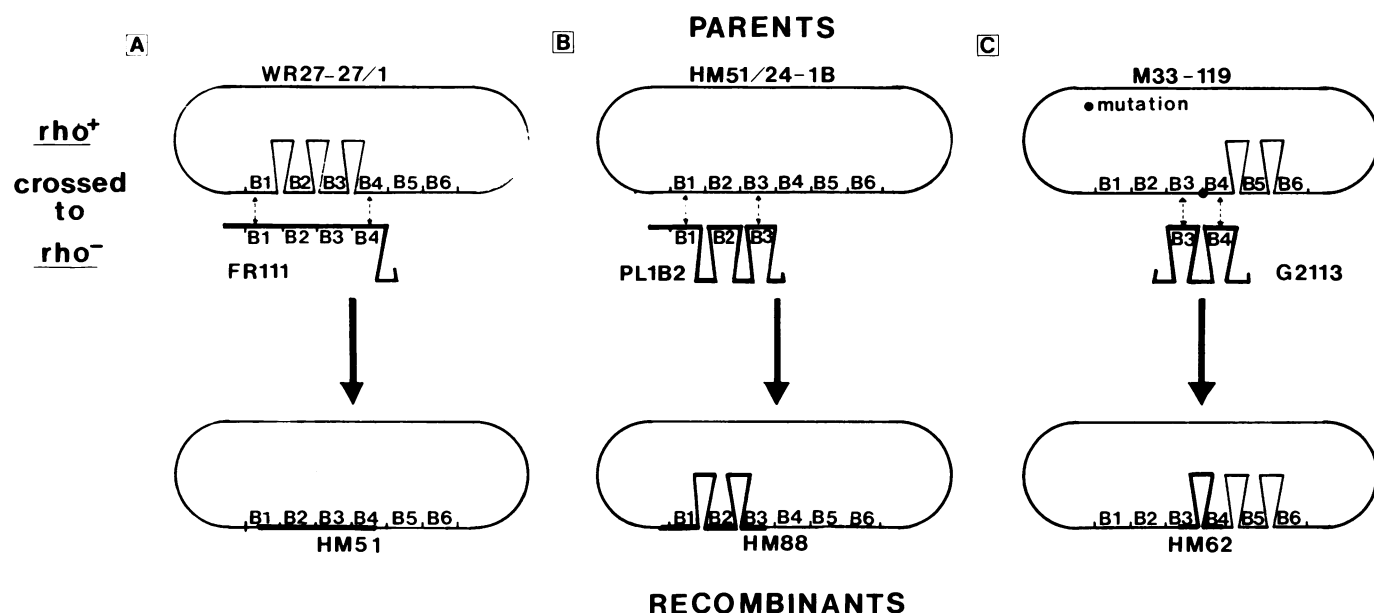 PARENTS
A
B
C
WR27-27/1
HM51/24-1B
M33-119
•mutation
rho+
crossed
to
rho−
B1 B2 B3 B4 B5 B6
B1 B2 B3 B4 B5 B6
B1 B2 B3 B4 B5 B6
B1 B2 B3 B4
B1 B2 B3
B3 B4
FR111
PL1B2
G2113
B1 B2 B3 B4 B5 B6
B1 B2 B3 B4 B5 B6
B1 B2 B3 B4 B5 B6
HM51
HM88
HM62
RECOMBINANTS